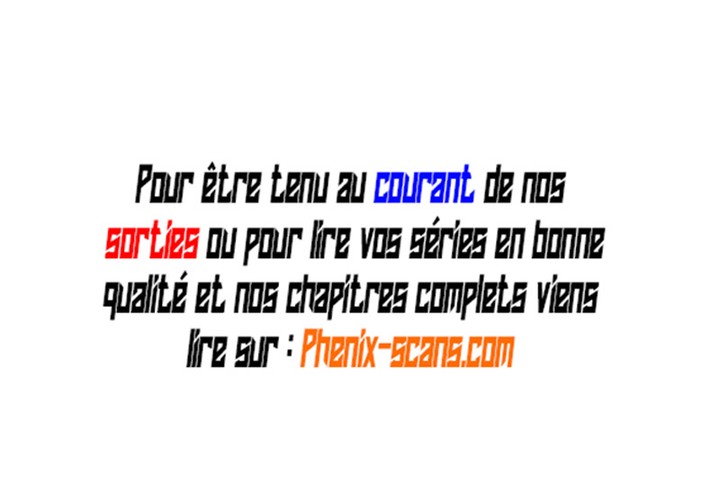 Pour être tenu au courant de nos
sorties ou pour lire vos séries en bonne
qualité et nos chapitres complets viens
lire sur : Phenix-scans.com